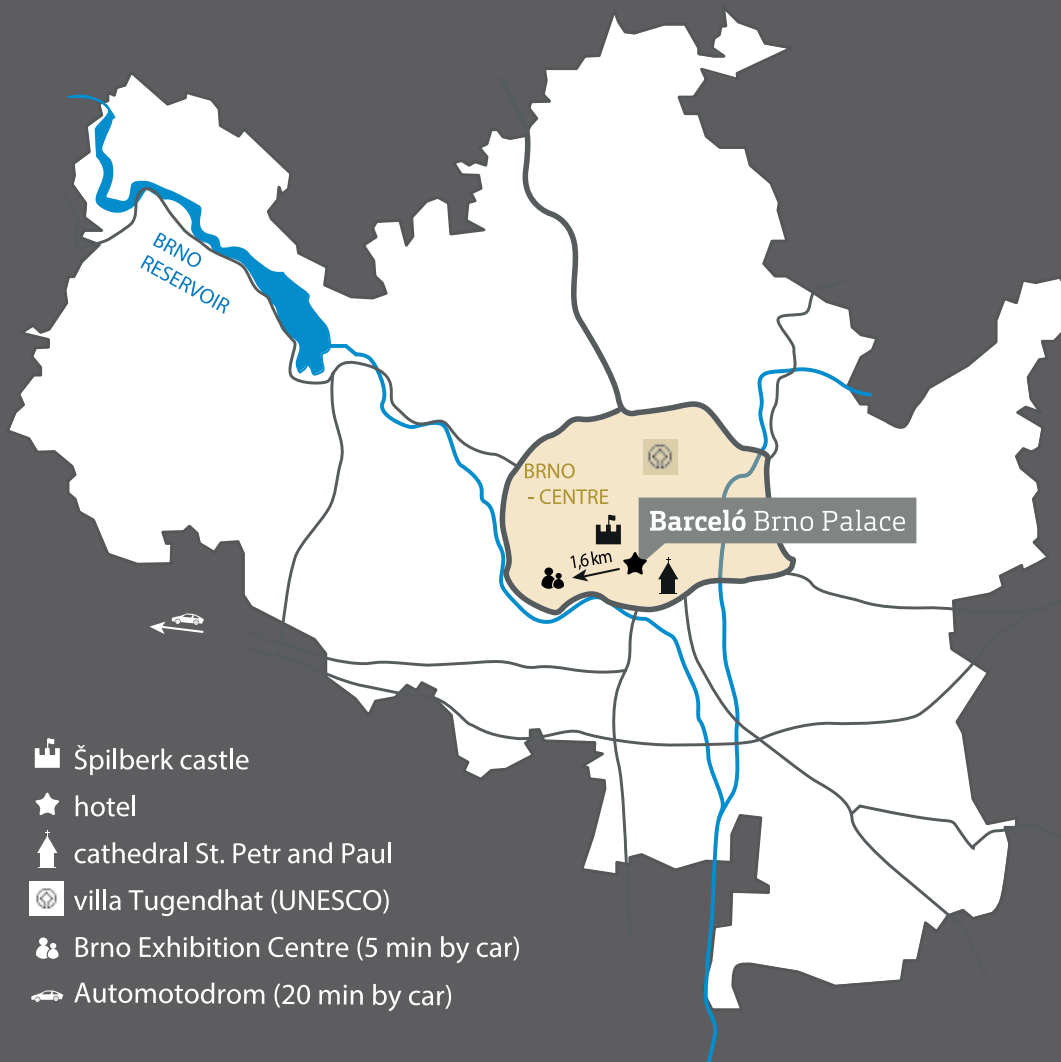 BRNO
RESERVOIR
BRNO
- CENTRE
Barceló Brno Palace
1,6 km
Špilberk castle
hotel
cathedral St. Petr and Paul
villa Tugendhat (UNESCO)
Brno Exhibition Centre (5 min by car)
Automotodrom (20 min by car)